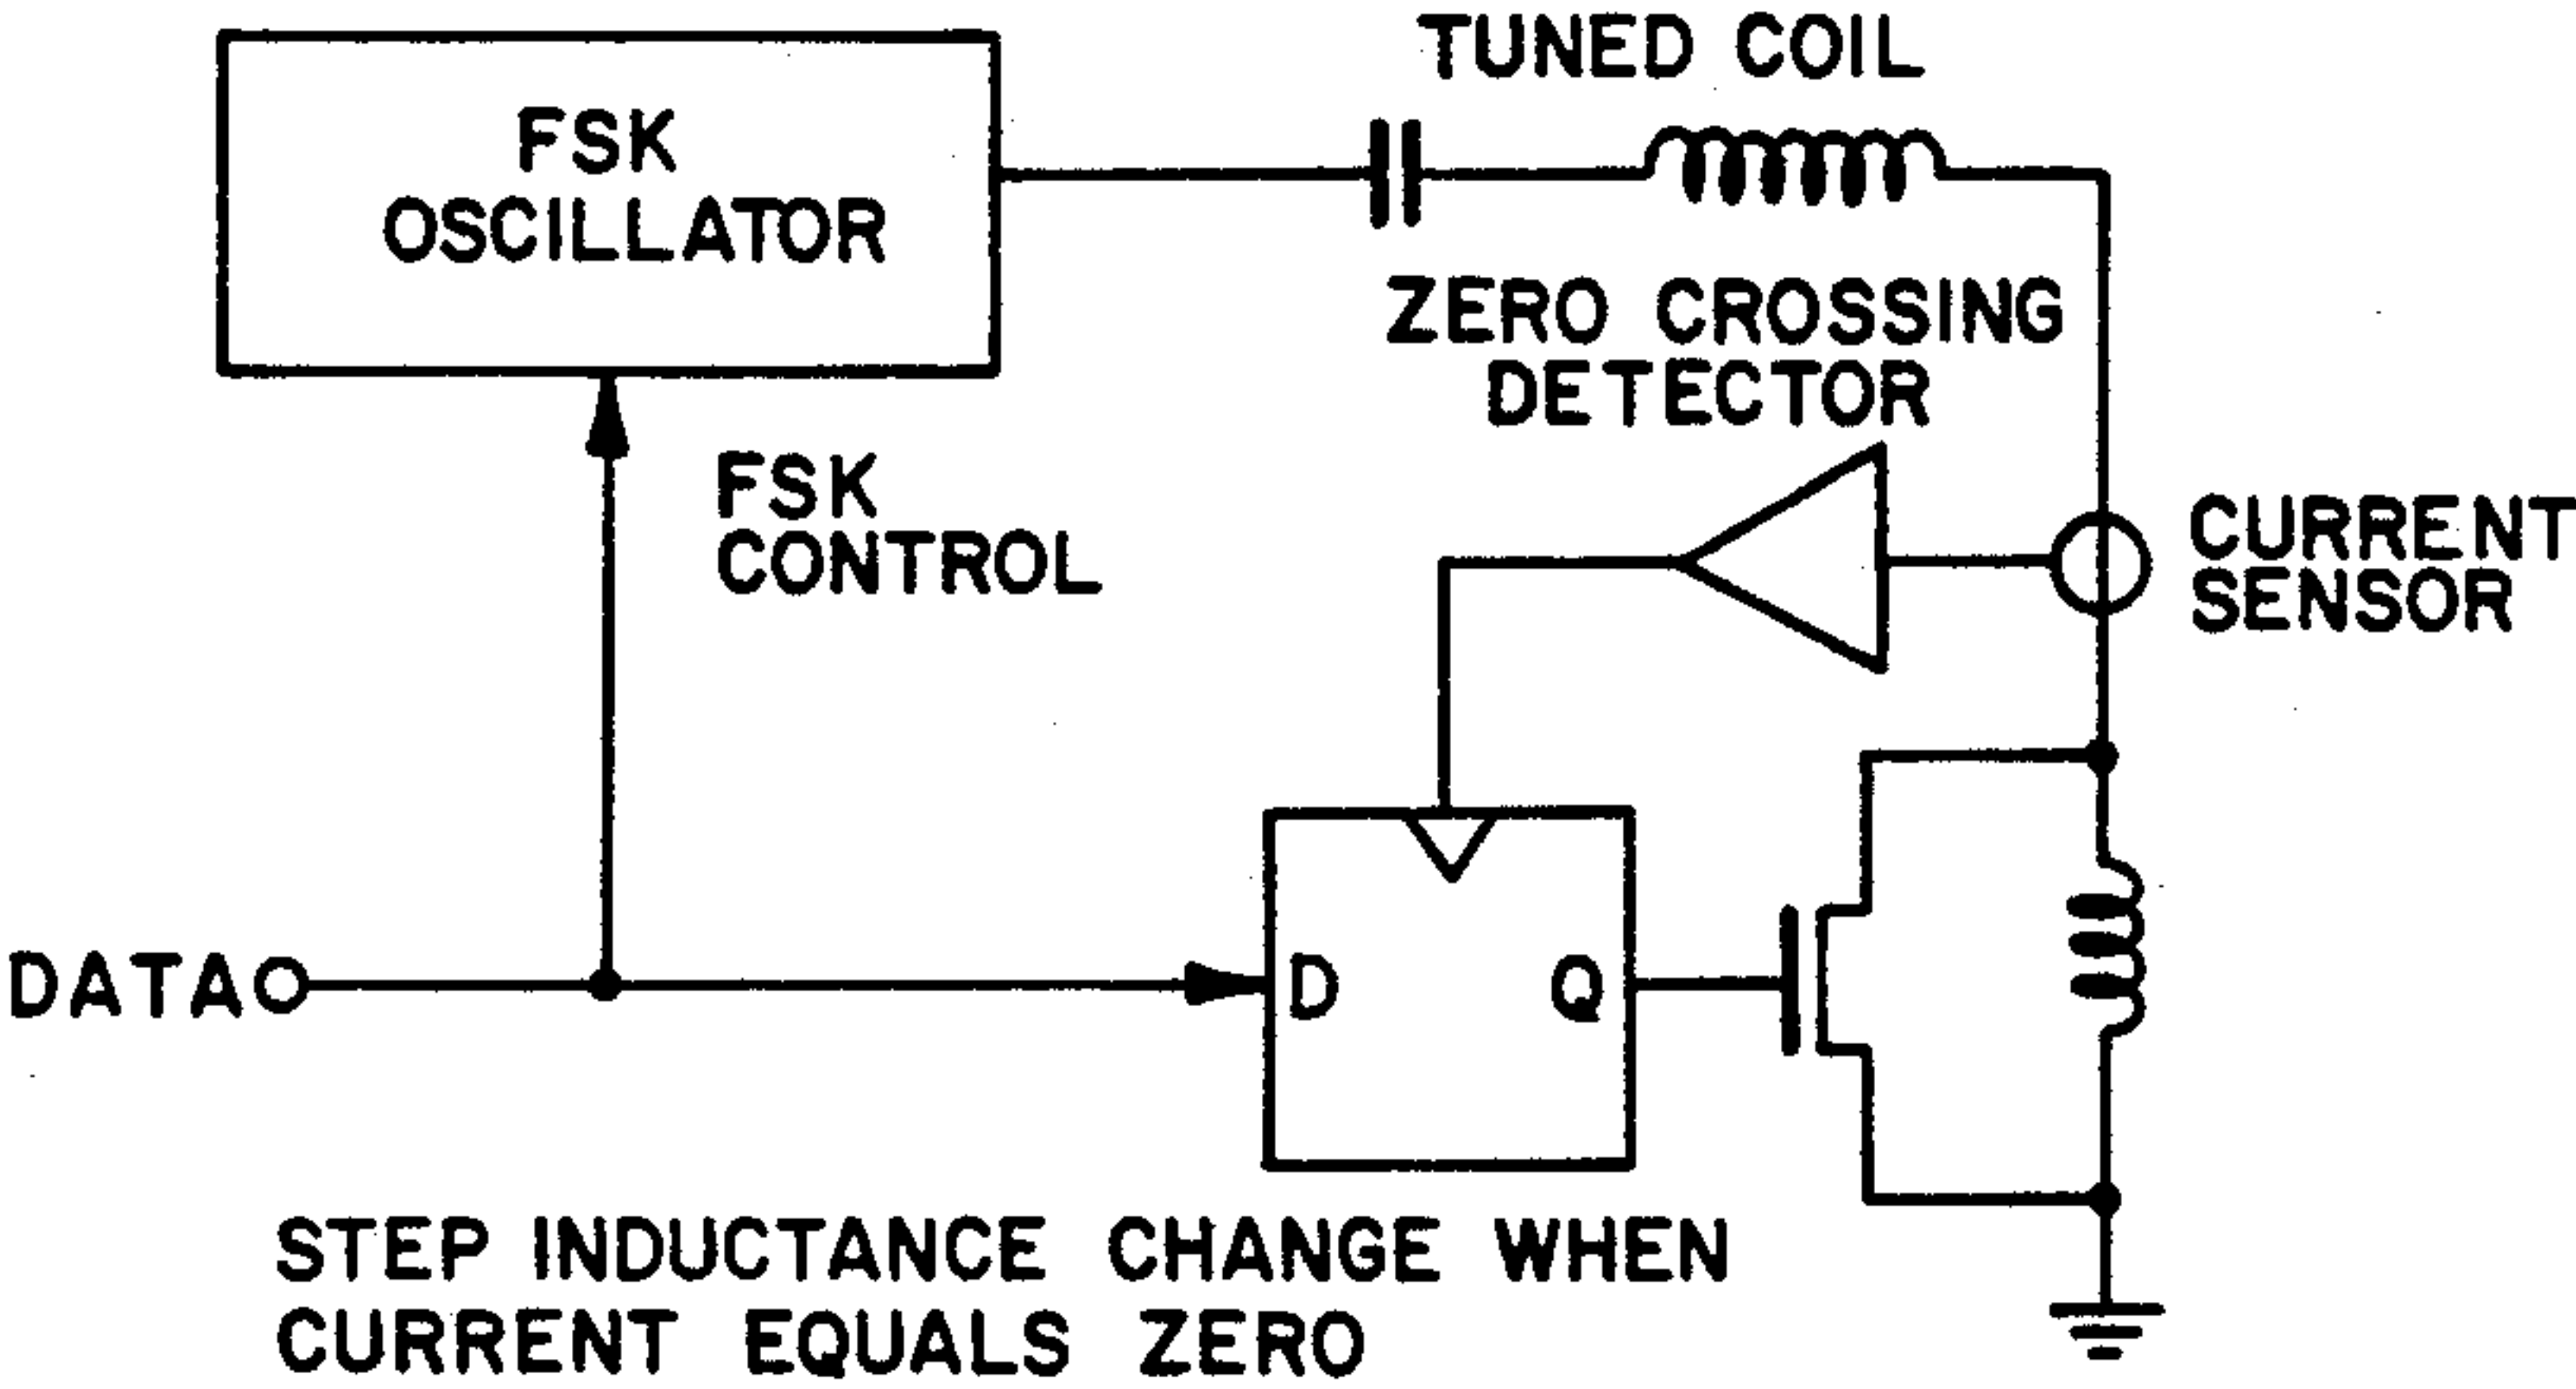 TUNED COIL
FSK
OSCILLATOR
ZERO CROSSING
DETECTOR
FSK
CONTROL
CURRENT
SENSOR
DATA
D
Q
STEP INDUCTANCE CHANGE WHEN
CURRENT EQUALS ZERO